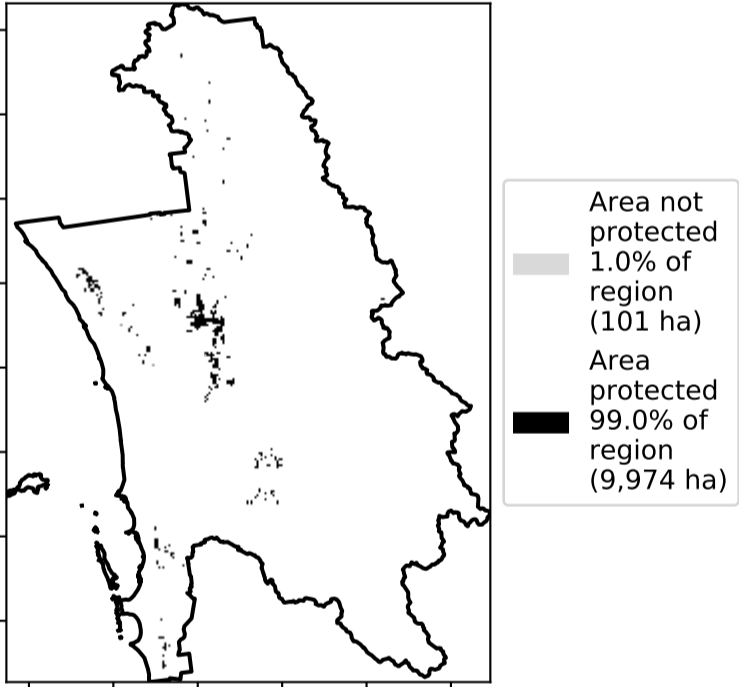 Area not
protected
1.0% of
region
(101 ha)
Area
protected
99.0% of
region
(9,974 ha)